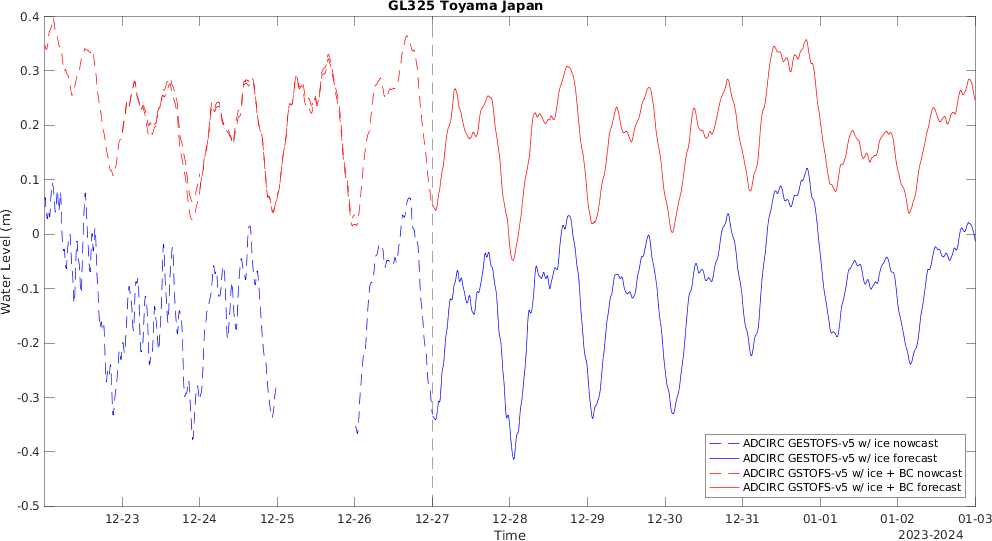 GL325 Toyama Japan
0.4
0.3
0.2
0.1
0
-0.1
-0.2
-0.3
-0.4
-0.5
Water Level (m)
ADCIRC GESTOFS-v5 w/ ice nowcast
ADCIRC GESTOFS-v5 w/ ice forecast
ADCIRC GSTOFS-v5 w/ ice + BC nowcast
ADCIRC GSTOFS-v5 w/ ice + BC forecast
12-23 12-24 12-25 12-26 12-27 12-28 12-29 12-30 12-31 01-01 01-02 01-03
Time
2023-2024